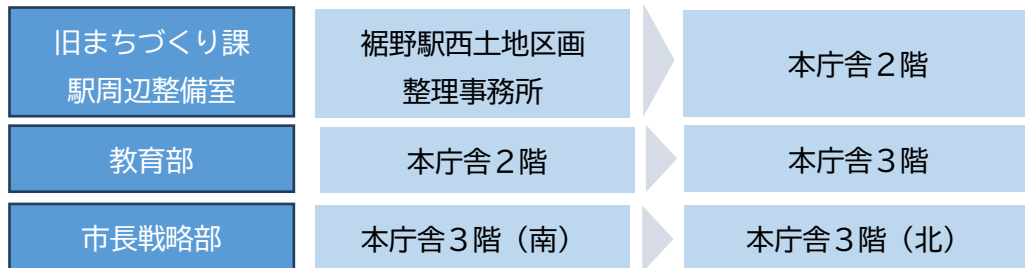 旧まちづくり課
駅周辺整備室
裾野駅西土地区画
整理事務所
本庁舎２階
教育部
本庁舎２階
本庁舎３階
市長戦略部
本庁舎３階（南）
本庁舎３階（北）